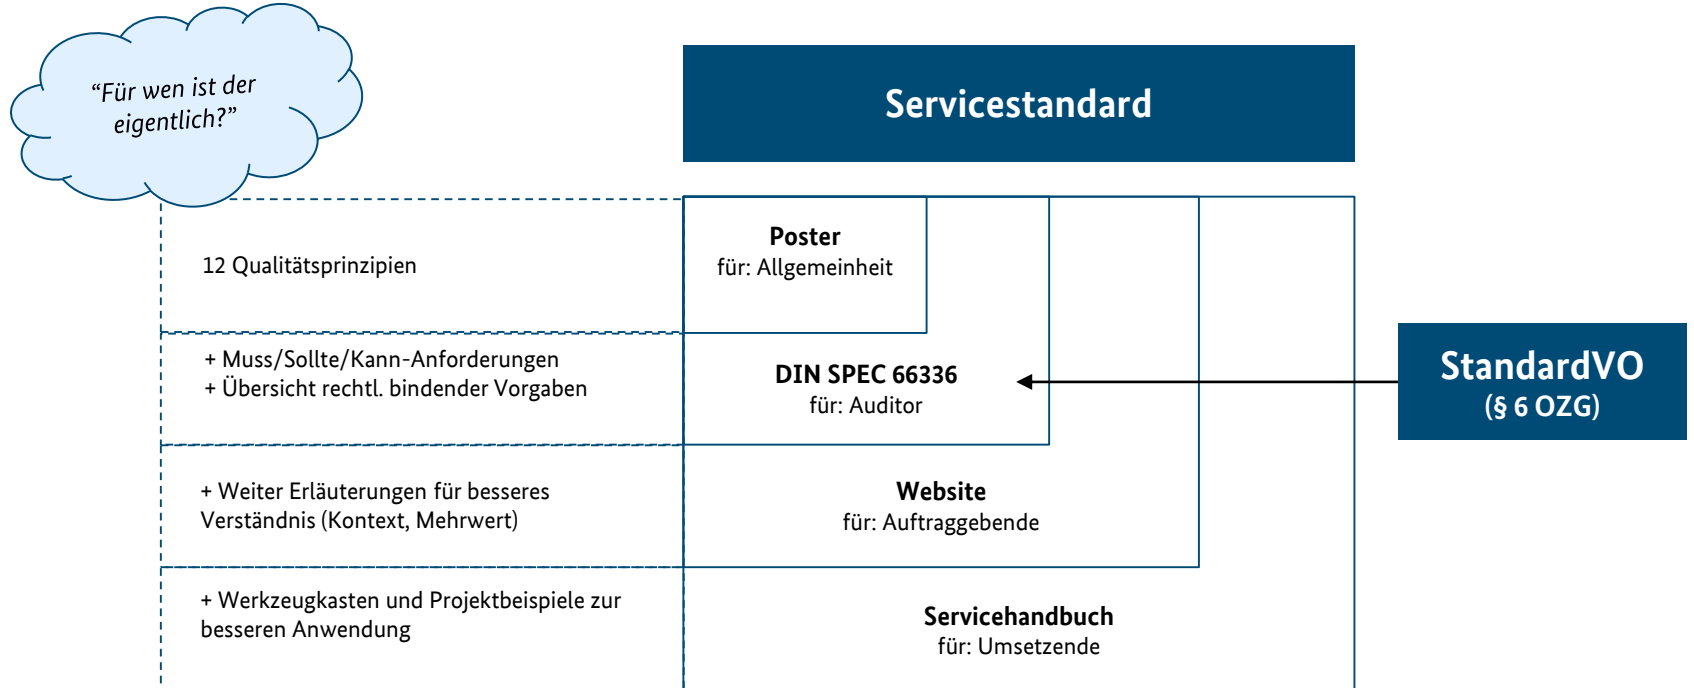 “Für wen ist der
eigentlich?”
Servicestandard
12 Qualitätsprinzipien
Poster
für: Allgemeinheit
+ Muss/Sollte/Kann-Anforderungen
+ Übersicht rechtl. bindender Vorgaben
DIN SPEC 66336
für: Auditor
StandardVO
(§ 6 OZG)
+ Weiter Erläuterungen für besseres
Verständnis (Kontext, Mehrwert)
Website
für: Auftraggebende
+ Werkzeugkasten und Projektbeispiele zur
besseren Anwendung
Servicehandbuch
für: Umsetzende